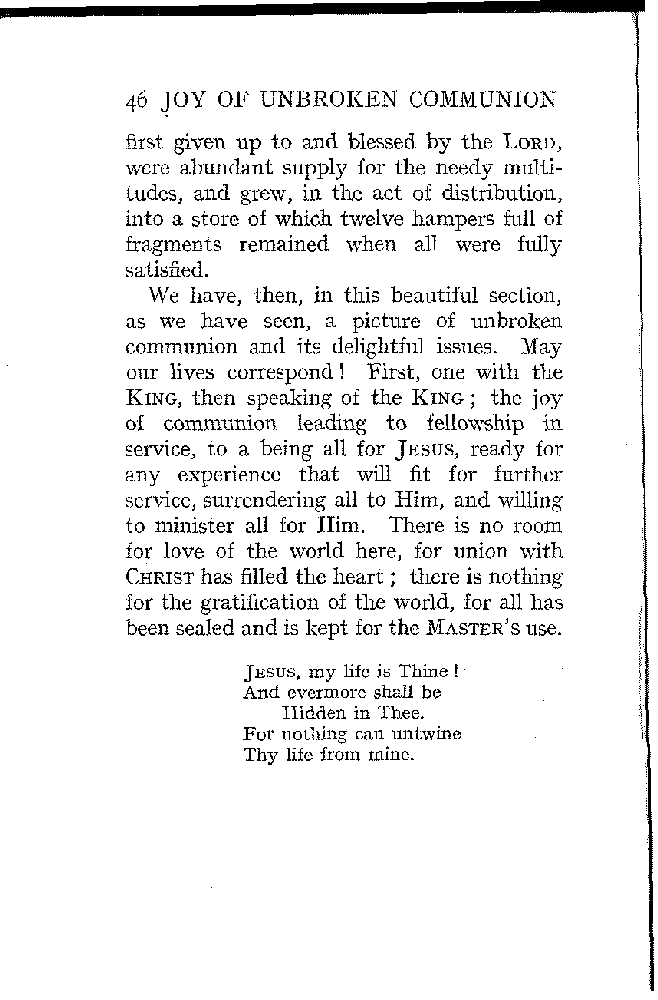 46 JOY OF UNBROKEN COMMUNION
first given up to and blessed by the LORD,
were abundant supply for the needy multi-
tudes, and grew, in the act of distribution,
into a store of which twelve hampers full of
fragments remained when all were fully
satisfied.
We have, then, in this beautiful section,
as we have seen, a picture of unbroken
communion and its delightful issues. May
our lives correspond! First, one with the
KING, then speaking of the KING; the joy
of communion leading to fellowship in
service, to a being all for JESUS, ready for
any experience that will fit for further
service, surrendering all to Him, and willing
to minister all for Him. There is no room
for love of the world here, for union with
CHRIST has filled the heart; there is nothing
for the gratification of the world, for all has
been sealed and is kept for the MASTER'S use.
JESUS, my life is Thine!
And evermore shall be
Hidden in Thee.
For nothing can untwine
Thy life from mine.